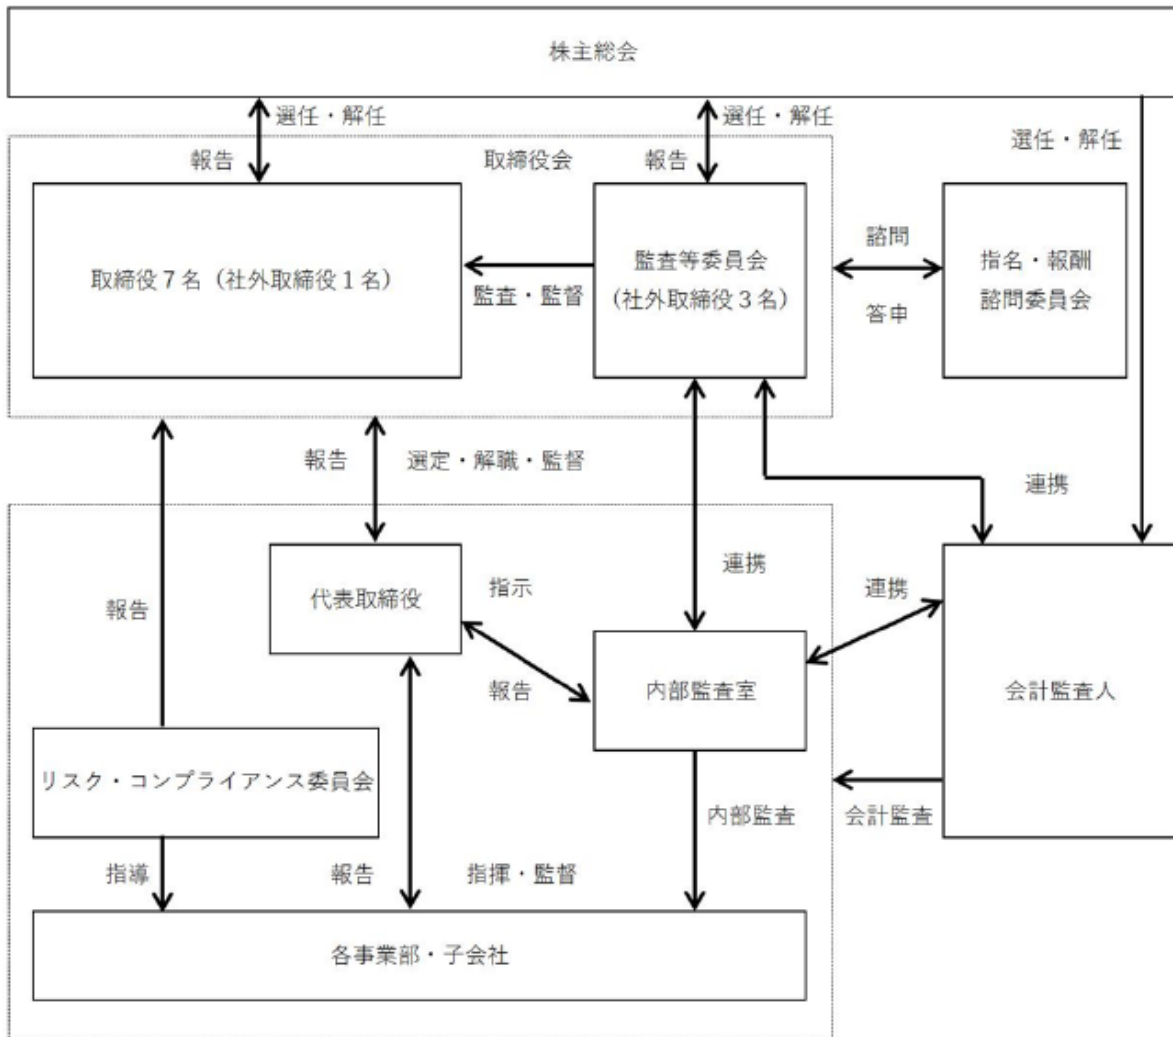 株主総会
選任・解任
選任・解任
選任・解任
報告
取締役会
報告
取締役７名（社外取締役１名）
監査・監督
監査等委員会
（社外取締役３名）
諮問
答申
指名・報酬
諮問委員会
報告
選定・解職・監督
連携
報告
代表取締役
指示
報告
連携
連携
内部監査室
会計監査人
リスク・コンプライアンス委員会
内部監査
会計監査
指導
報告
指揮・監督
各事業部・子会社